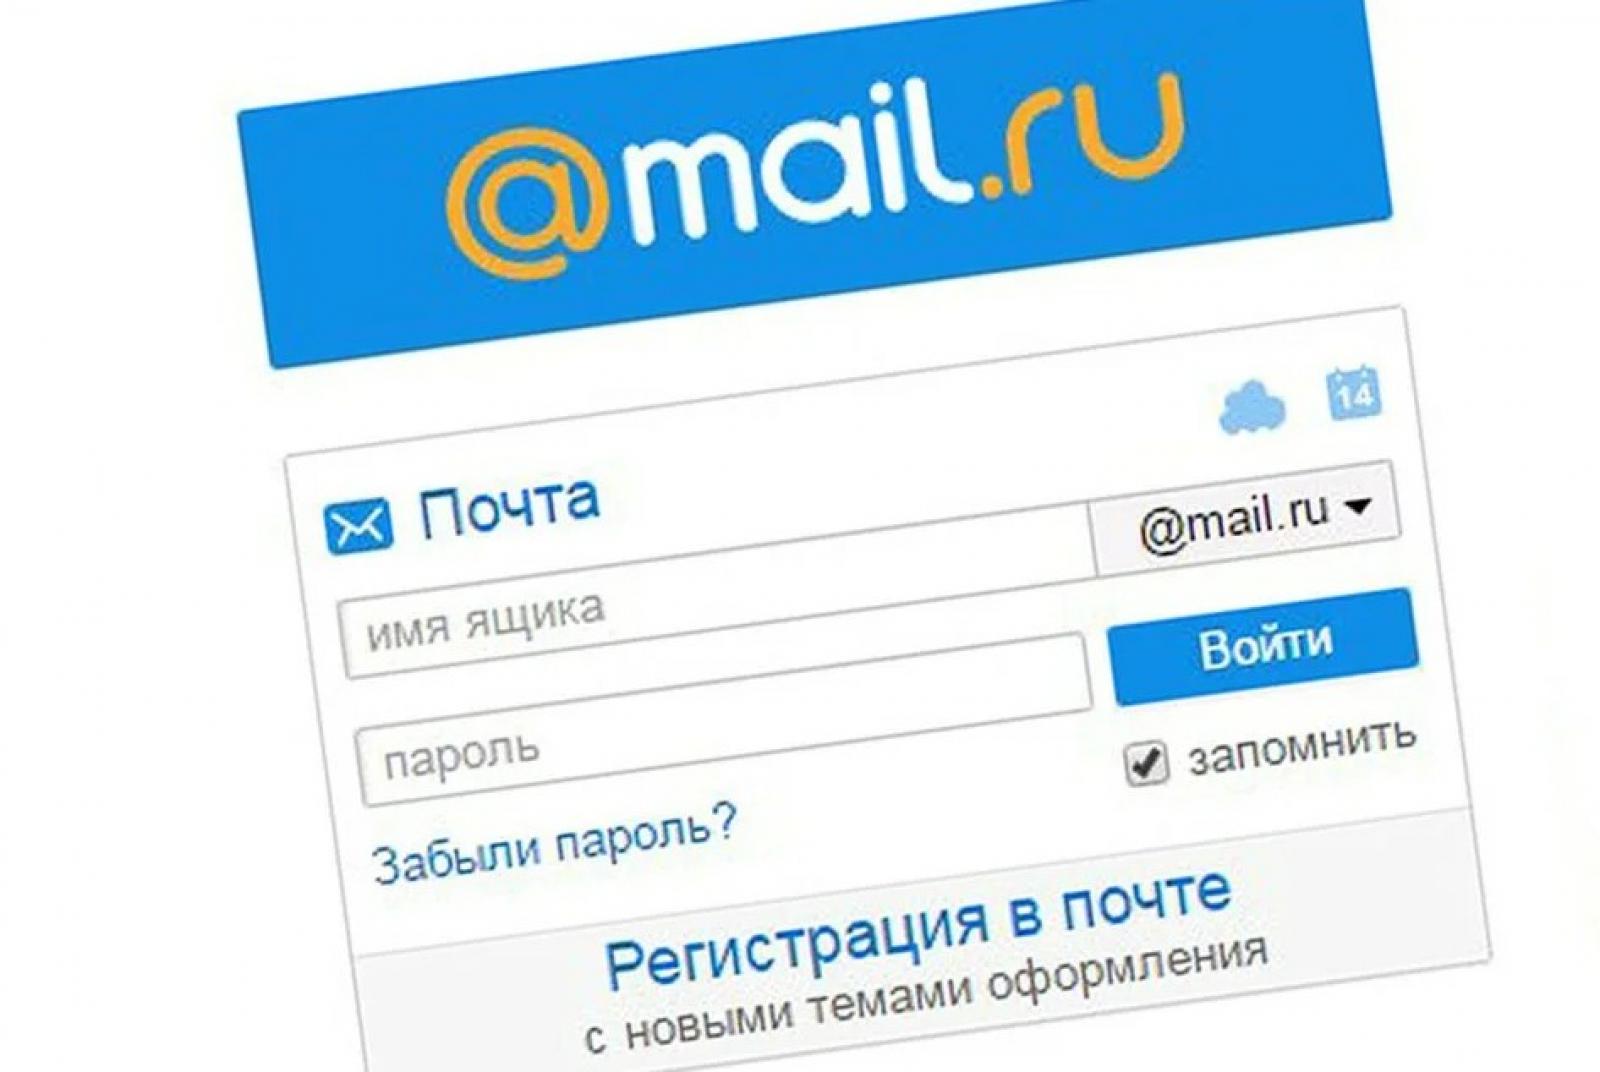 @mail.ru
14
Почта
имя ящика @mail.ru
пароль Войти
запомнить
Забыли пароль?
Регистрация в почте
с новыми темами оформления